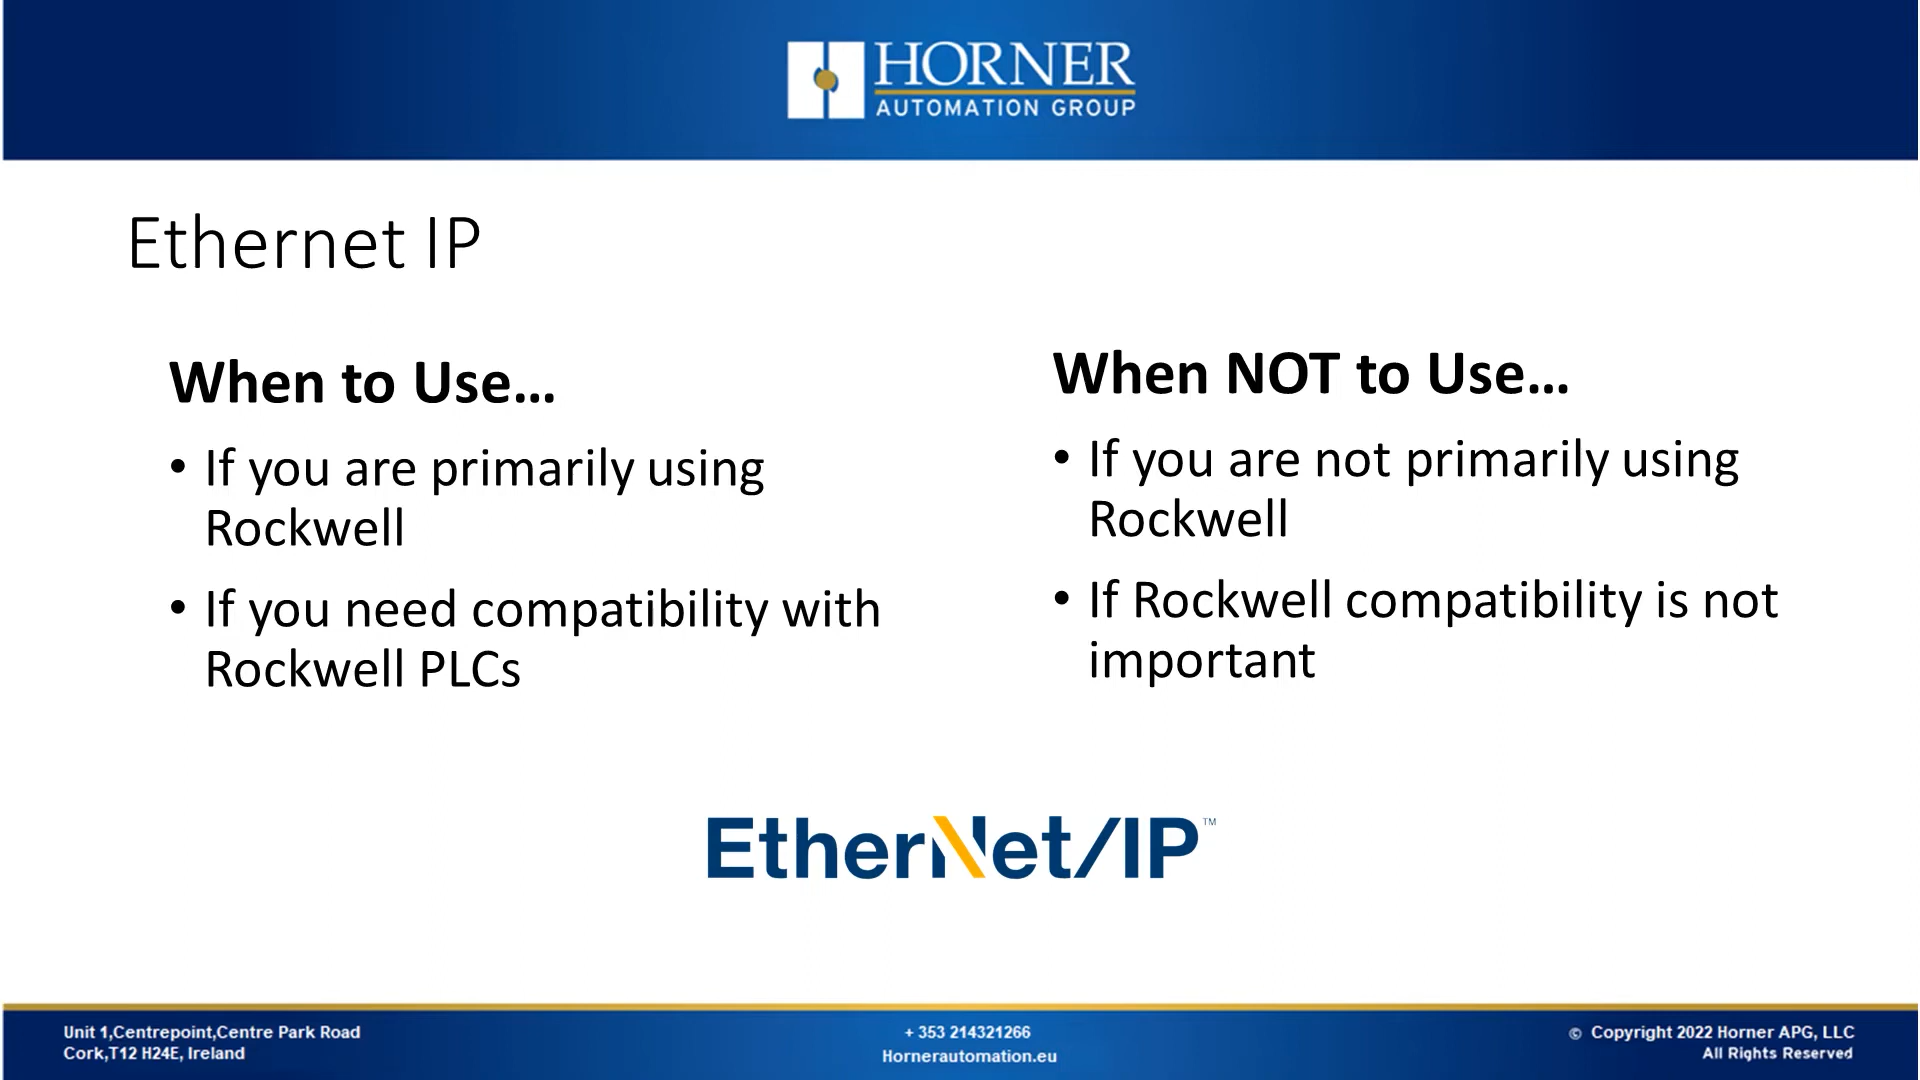 HORNER
AUTOMATION GROUP
Ethernet IP
When to Use...
• If you are primarily using
Rockwell
• If you need compatibility with
Rockwell PLCs
When NOT to Use...
• If you are not primarily using
Rockwell
• If Rockwell compatibility is not
important
EtherNet/IP™
Unit 1,Centrepoint,Centre Park Road
Cork,T12 H24E, Ireland
+ 353 214321266
Hornerautomation.eu
© Copyright 2022 Horner APG, LLC
All Rights Reserved